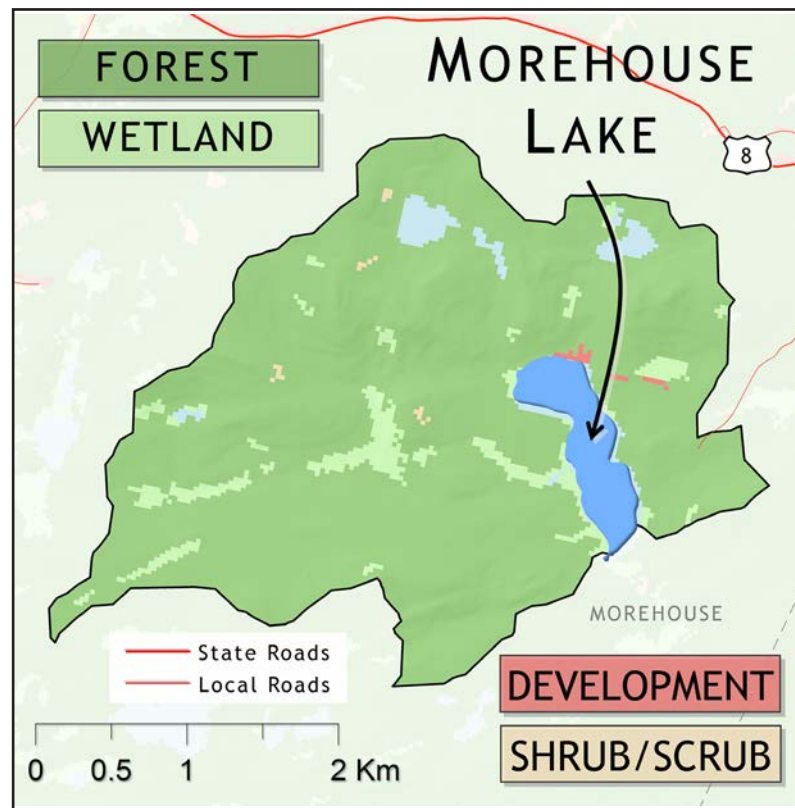 FOREST
WETLAND
MOREHOUSE
LAKE
8
MOREHOUSE
State Roads
Local Roads
DEVELOPMENT
SHRUB/SCRUB
0 0.5 1 2 Km